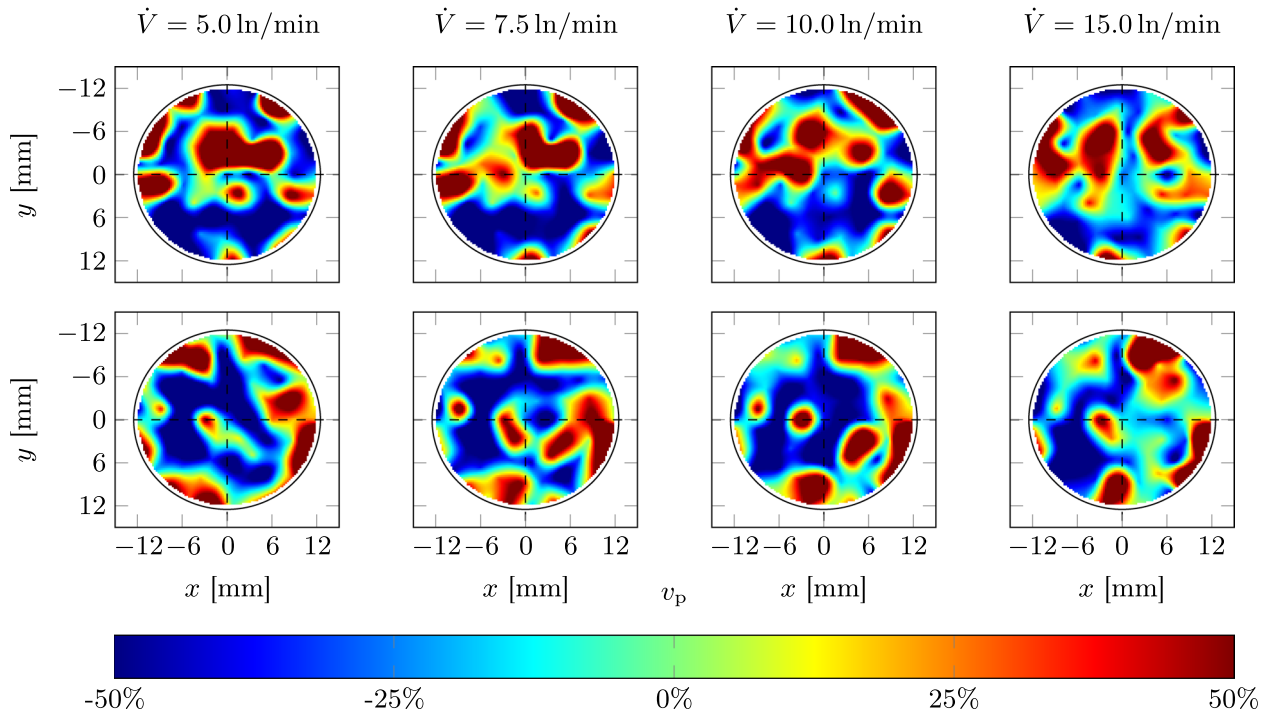 V̇ = 5.0 ln/min V̇ = 7.5 ln/min V̇ = 10.0 ln/min V̇ = 15.0 ln/min
−12
−6
0
6
12
y [mm]
−12
−6
0
6
12
y [mm]
−12 −6 0 6 12 −12 −6 0 6 12 −12 −6 0 6 12 −12 −6 0 6 12
x [mm] x [mm] x [mm] x [mm]
vp
-50% -25% 0% 25% 50%